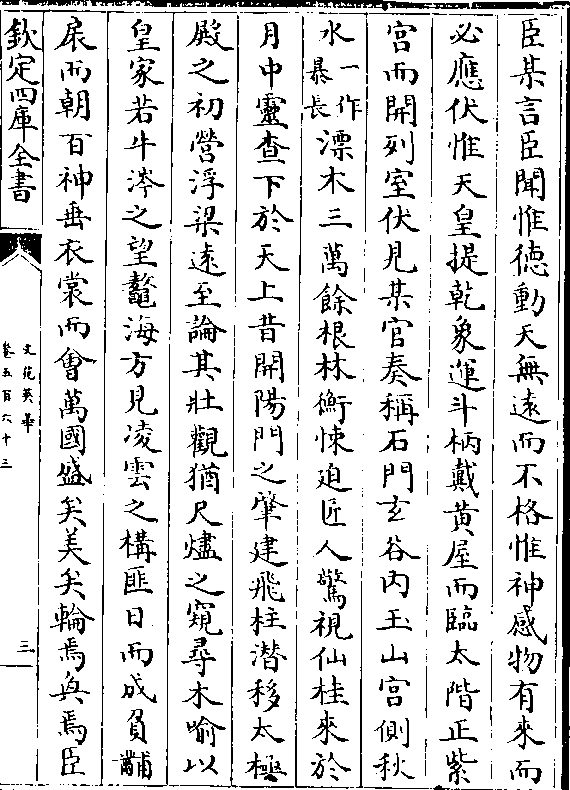 臣某言臣聞惟德動天無遠而不格惟神感物有來而
必應伏惟天皇提乾象運斗柄戴黄屋而臨太階正紫
宫而開列室伏見某官奏稱石門玄谷内玉山宫側秋
水一作暴長漂木三萬餘根林衡悚廹匠人驚視仙桂來於
月中靈查下於天上昔開陽門之肇建飛柱潜移太極
殿之初營浮梁遠至論其壯觀猶尺燼之窺尋木喻以
皇家若牛涔之望鼇海方見凌雲之構匪日而成負黼
扆而朝百神垂衣裳而會萬國盛矣美矣輪焉奐焉臣
欽定四庫全書
文苑英華
卷五百六十三
三